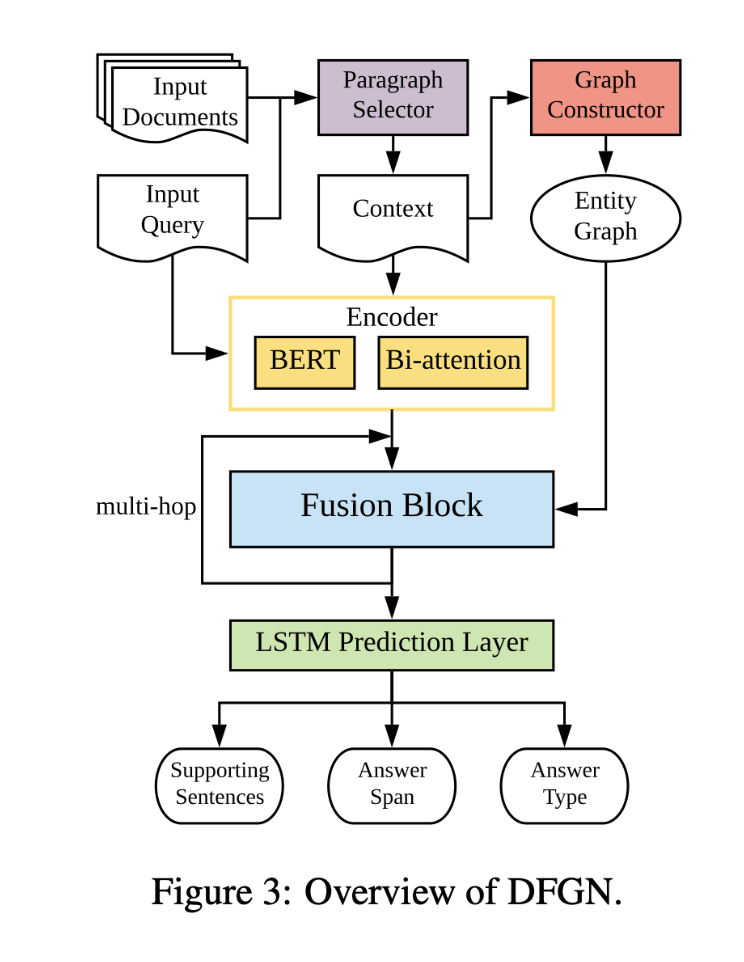 Input
Documents
Paragraph
Selector
Graph
Constructor
Input
Query
Context
Entity
Graph
Encoder
BERT
Bi-attention
multi-hop
Fusion Block
LSTM Prediction Layer
Supporting
Sentences
Answer
Span
Answer
Type
Figure 3: Overview of DFGN.